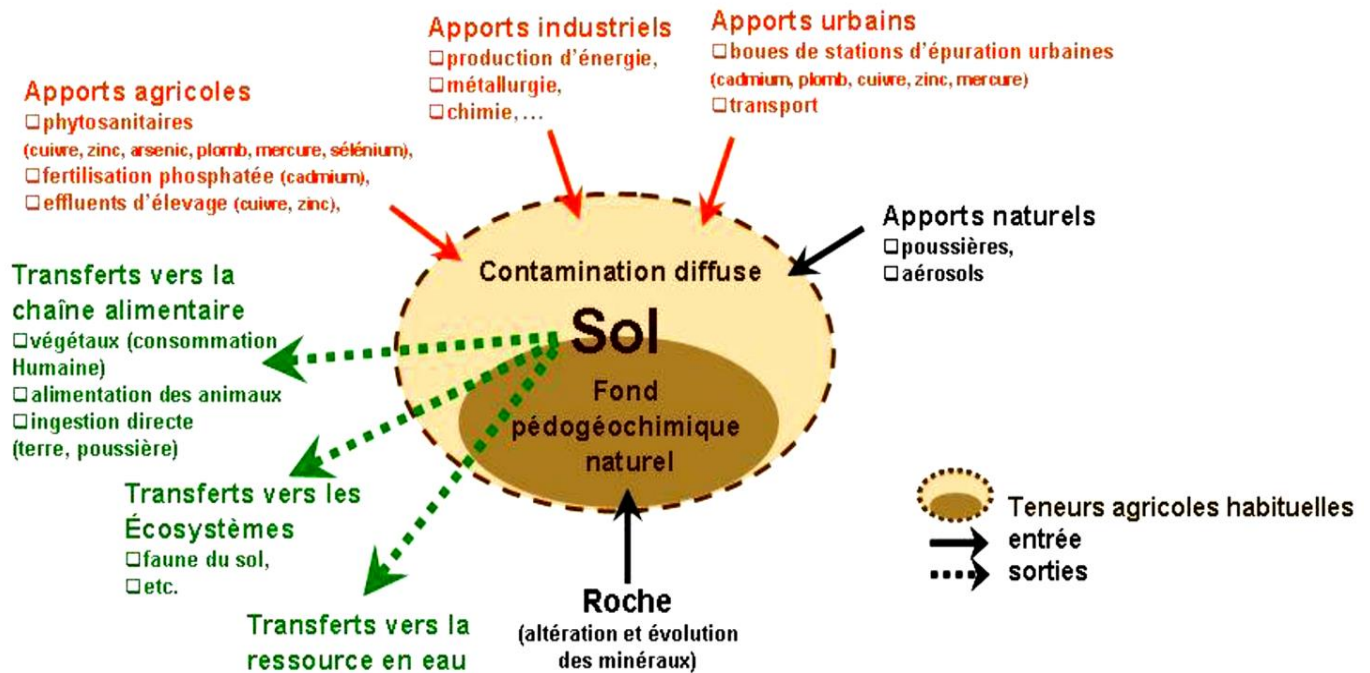 Apports industriels
❑production d'énergie,
❑métallurgie,
❑chimie, ...
Apports urbains
❑boues de stations d'épuration urbaines
(cadmium, plomb, cuivre, zinc, mercure)
❑transport
Apports agricoles
❑phytosanitaires
(cuivre, zinc, arsenic, plomb, mercure, sélénium),
❑fertilisation phosphatée (cadmium),
❑effluents d'élevage (cuivre, zinc),
Apports naturels
❑poussières,
❑aérosols
Contamination diffuse
Sol
Fond
pédogéochimique
naturel
Transferts vers la
chaîne alimentaire
❑végétaux (consommation
Humaine)
❑alimentation des animaux
❑ingestion directe
(terre, poussière)
Transferts vers les
Écosystèmes
❑faune du sol,
❑etc.
Transferts vers la
ressource en eau
Roche
(altération et évolution
des minéraux)
Teneurs agricoles habituelles
entrée
sorties